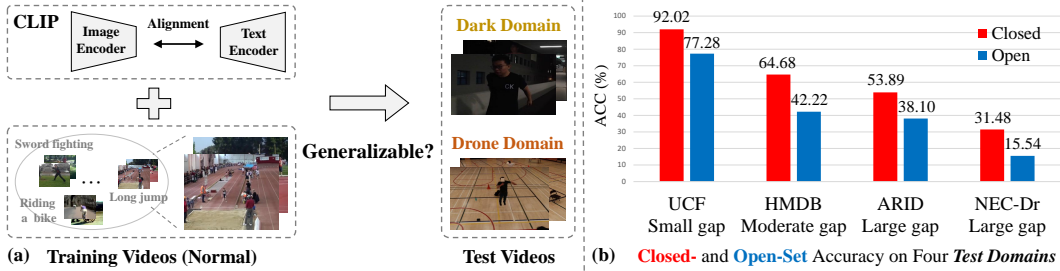 CLIP
Image
Encoder
Alignment
Text
Encoder
Sword fighting
...
Riding
a bike
Long jump
(a) Training Videos (Normal)
Generalizable?
Dark Domain
Drone Domain
Test Videos
ACC (%)
100
90
80
70
60
50
40
30
20
10
0
92.02
77.28
64.68
42.22
53.89
38.10
31.48
15.54
Closed
Open
UCF
Small gap
HMDB
Moderate gap
ARID
Large gap
NEC-Dr
Large gap
(b) Closed- and Open-Set Accuracy on Four Test Domains